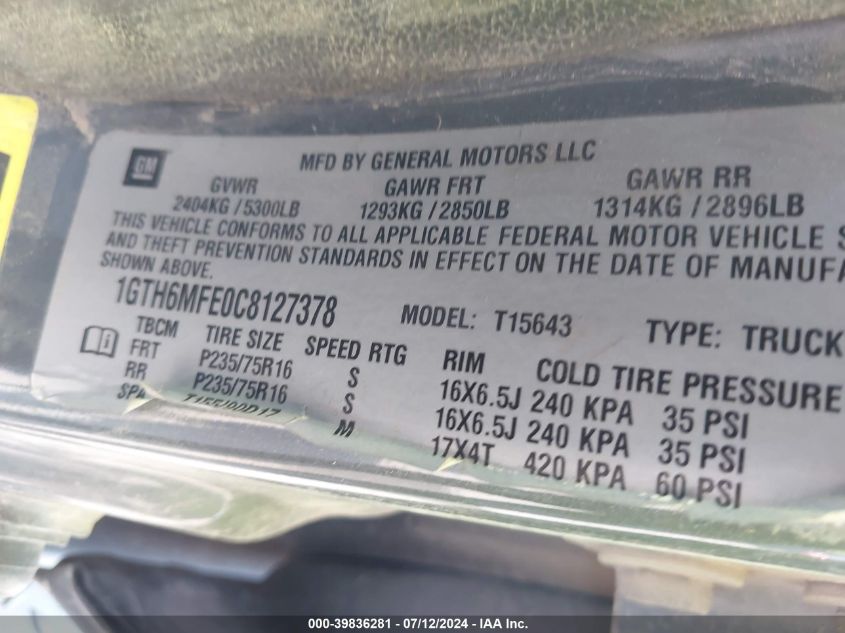 GM
MFD BY GENERAL MOTORS LLC
GVWR GAWR FRT GAWR RR
2404KG / 5300LB 1293KG / 2850LB 1314KG / 2896LB
THIS VEHICLE CONFORMS TO ALL APPLICABLE FEDERAL MOTOR VEHICLE S
AND THEFT PREVENTION STANDARDS IN EFFECT ON THE DATE OF MANUFA
SHOWN ABOVE.
1GTH6MFE0C8127378 MODEL: T15643 TYPE: TRUCK
TBCM TIRE SIZE SPEED RTG RIM COLD TIRE PRESSURE
FRT P235/75R16 S 16X6.5J 240 KPA 35 PSI
RR P235/75R16 S 16X6.5J 240 KPA 35 PSI
SPA M 17X4T 420 KPA 60 PSI
000-39836281 - 07/12/2024 - IAA Inc.